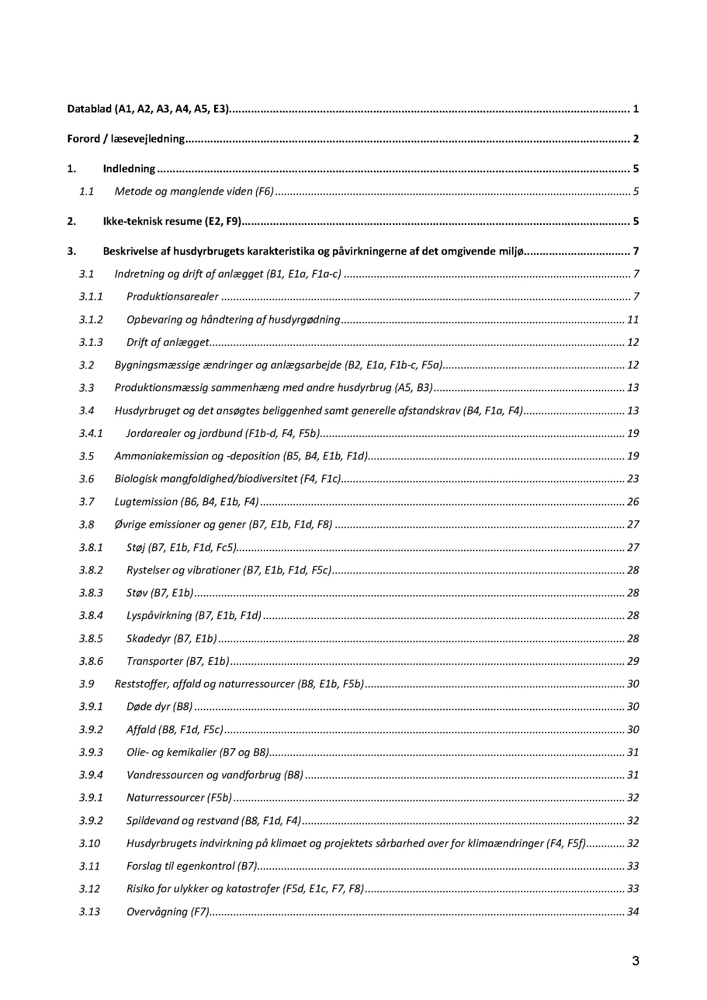 Datablad (A1, A2, A3, A4, A5, E3).......... 1
Forord / læsevejledning.......... 2
1. Indledning .......... 5
1.1 Metode og manglende viden (F6) .......... 5
2. Ikke-teknisk resume (E2, F9).......... 5
3. Beskrivelse af husdyrbrugets karakteristika og påvirkningerne af det omgivende miljø.......... 7
3.1 Indretning og drift af anlægget (B1, E1a, F1a-c) .......... 7
3.1.1 Produktionsarealer .......... 7
3.1.2 Opbevaring og håndtering af husdyrgødning.......... 11
3.1.3 Drift af anlægget.......... 12
3.2 Bygningsmæssige ændringer og anlægsarbejde (B2, E1a, F1b-c, F5a).......... 12
3.3 Produktionsmæssig sammenhæng med andre husdyrbrug (A5, B3).......... 13
3.4 Husdyrbruget og det ansøgtes beliggenhed samt generelle afstandskrav (B4, F1a, F4).......... 13
3.4.1 Jordarealer og jordbund (F1b-d, F4, F5b).......... 19
3.5 Ammoniakemission og -deposition (B5, B4, E1b, F1d).......... 19
3.6 Biologisk mangfoldighed/biodiversitet (F4, F1c).......... 23
3.7 Lugtemission (B6, B4, E1b, F4) .......... 26
3.8 Øvrige emissioner og gener (B7, E1b, F1d, F8) .......... 27
3.8.1 Støj (B7, E1b, F1d, Fc5).......... 27
3.8.2 Rystelser og vibrationer (B7, E1b, F1d, F5c).......... 28
3.8.3 Støv (B7, E1b) .......... 28
3.8.4 Lyspåvirkning (B7, E1b, F1d) .......... 28
3.8.5 Skadedyr (B7, E1b) .......... 28
3.8.6 Transporter (B7, E1b).......... 29
3.9 Reststoffer, affald og naturressourcer (B8, E1b, F5b).......... 30
3.9.1 Døde dyr (B8) .......... 30
3.9.2 Affald (B8, F1d, F5c).......... 30
3.9.3 Olie- og kemikalier (B7 og B8).......... 31
3.9.4 Vandressourcen og vandforbrug (B8) .......... 31
3.9.1 Naturressourcer (F5b) .......... 32
3.9.2 Spildevand og restvand (B8, F1d, F4).......... 32
3.10 Husdyrbrugets indvirkning på klimaet og projektets sårbarhed over for klimaændringer (F4, F5f).......... 32
3.11 Forslag til egenkontrol (B7).......... 33
3.12 Risiko for ulykker og katastrofer (F5d, E1c, F7, F8).......... 33
3.13 Overvågning (F7).......... 34
3